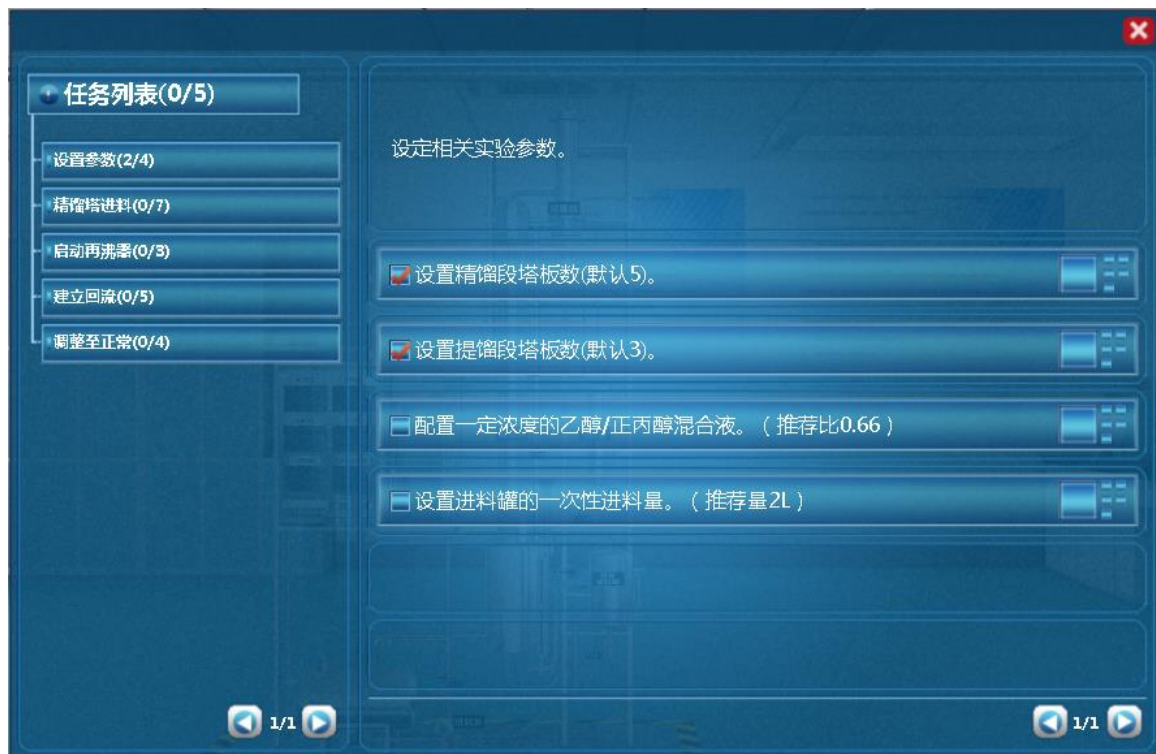 任务列表(0/5)
设置参数(2/4)
精馏塔进料(0/7)
启动再沸器(0/3)
建立回流(0/5)
调整至正常(0/4)
1/1
设定相关实验参数。
设置精馏段塔板数(默认5)。
设置提馏段塔板数(默认3)。
配置一定浓度的乙醇/正丙醇混合液。（推荐比0.66）
设置进料罐的一次性进料量。（推荐量2L）
1/1